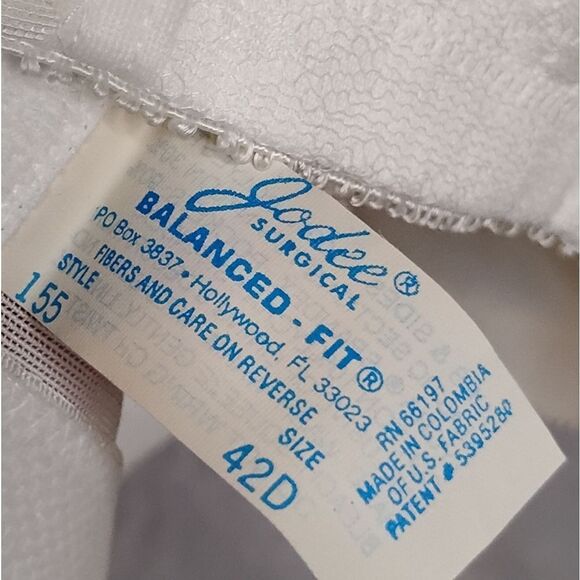 Jodee®
SURGICAL
BALANCED - FIT®
PO Box 3837 • Hollywood, FL 33023
FIBERS AND CARE ON REVERSE
STYLE
155
SIZE
42D
RN 66197
MADE IN COLOMBIA
OF U.S. FABRIC
PATENT # 5395280